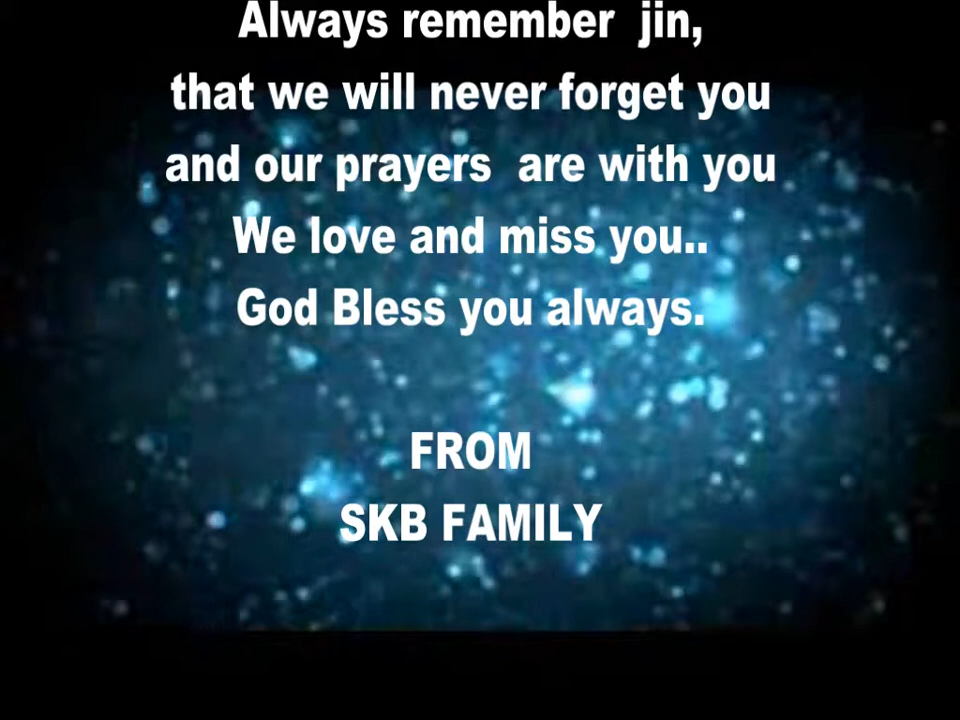 Always remember jin,
that we will never forget you
and our prayers are with you
We love and miss you..
God Bless you always.
FROM
SKB FAMILY